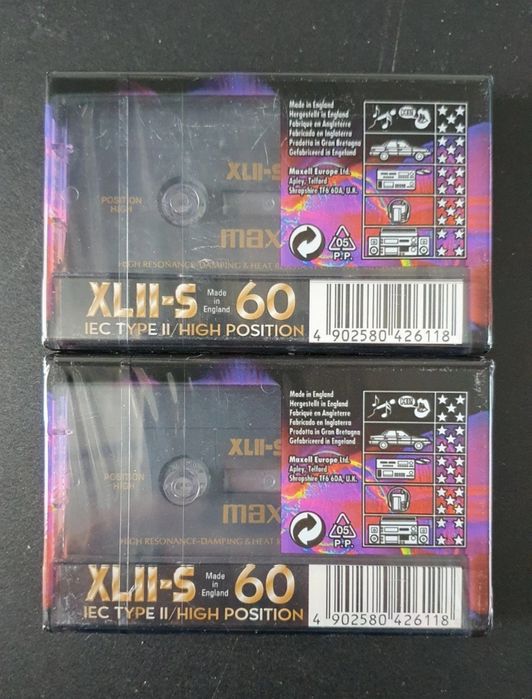 Made in England
Hergestellt in England
Fabriqué en Angleterre
Fabricado en Inglaterra
Prodotto in Gran Bretagna
Gefabriceerd in Engeland
Maxell Europe Ltd.
Apley, Telford
Shropshire TF6 6DA, U.K.
XLII-S
POSITION
HIGH
max
05
P.P.
HIGH RESONANCE-DAMPING & HEAT
XLII-S Made in England 60
IEC TYPE II/HIGH POSITION
4 902580 426118
Made in England
Hergestellt in England
Fabriqué en Angleterre
Fabricado en Inglaterra
Prodotto in Gran Bretagna
Gefabriceerd in Engeland
Maxell Europe Ltd.
Apley, Telford
Shropshire TF6 6DA, U.K.
XLII-S
POSITION
HIGH
max
05
P.P.
HIGH RESONANCE-DAMPING & HEAT
XLII-S Made in England 60
IEC TYPE II/HIGH POSITION
4 902580 426118